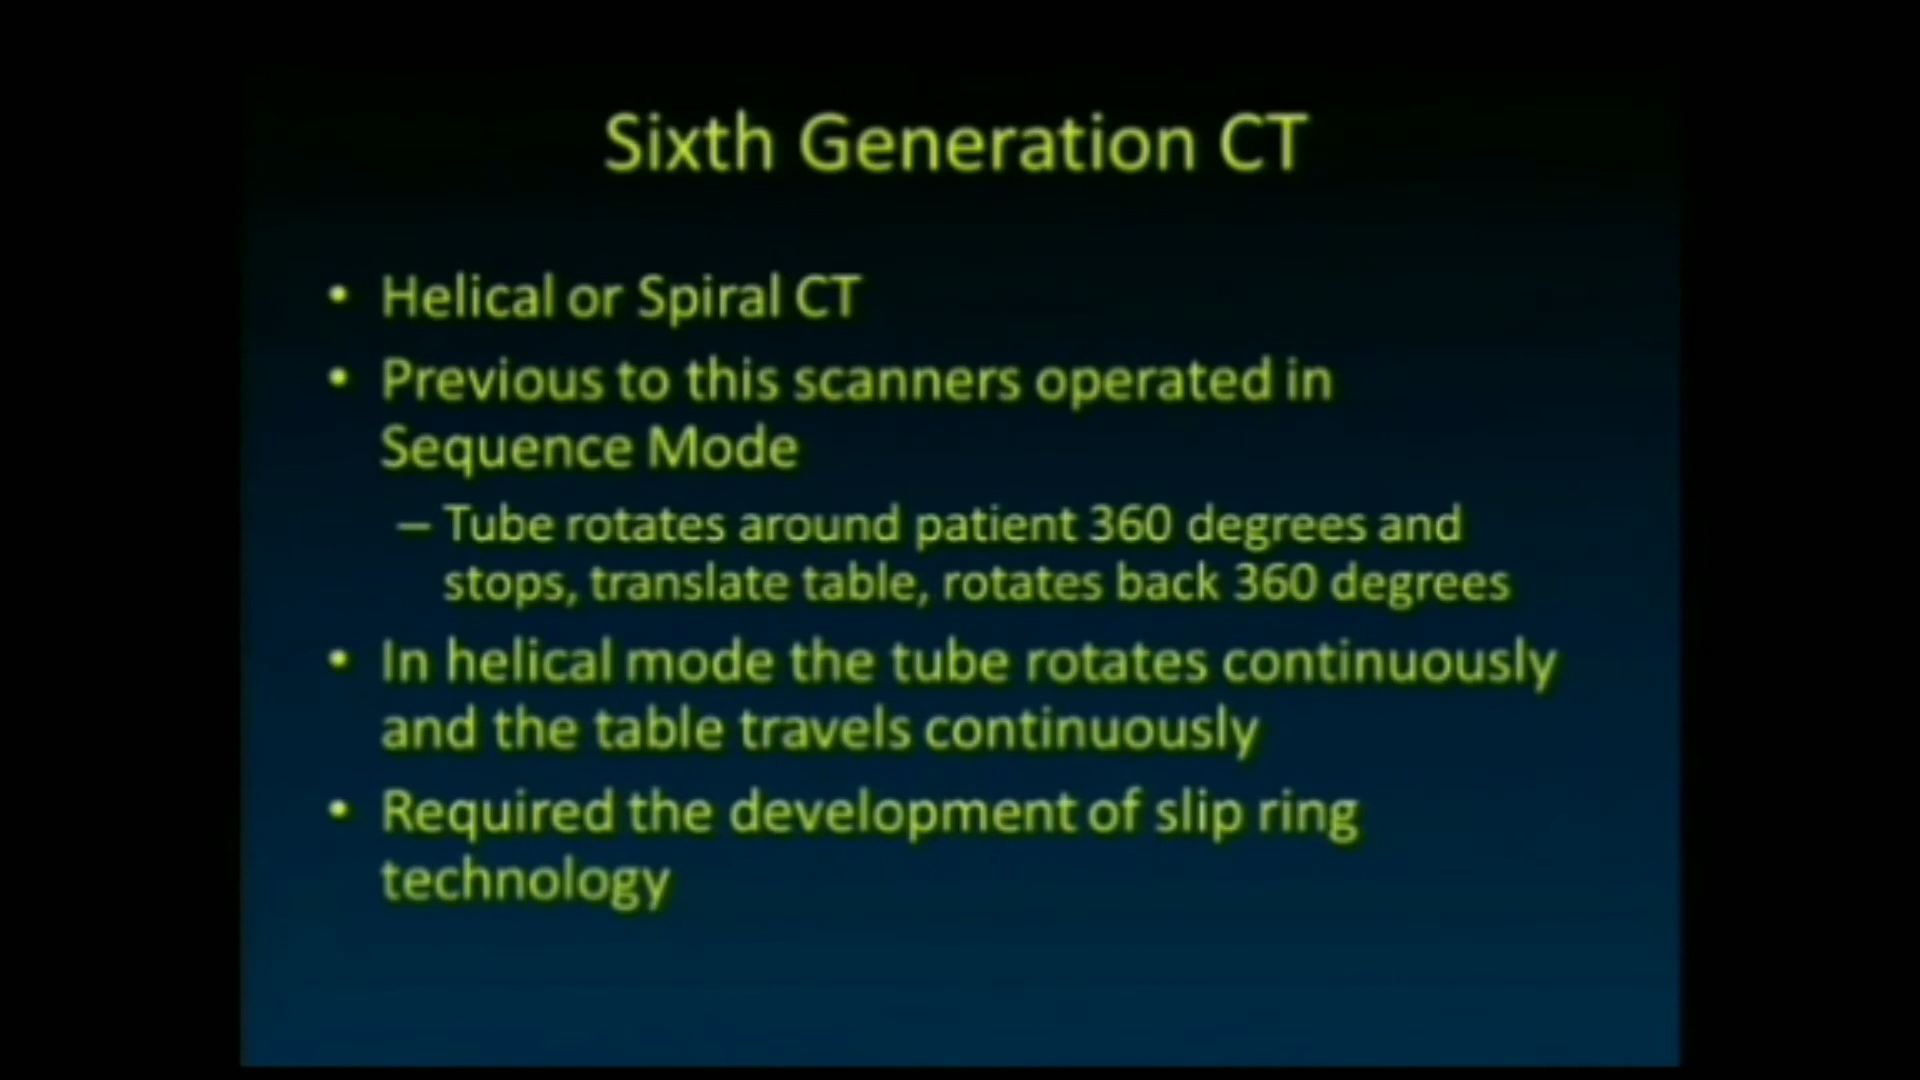 Sixth Generation CT
• Helical or Spiral CT
• Previous to this scanners operated in
Sequence Mode
– Tube rotates around patient 360 degrees and
stops, translate table, rotates back 360 degrees
• In helical mode the tube rotates continuously
and the table travels continuously
• Required the development of slip ring
technology